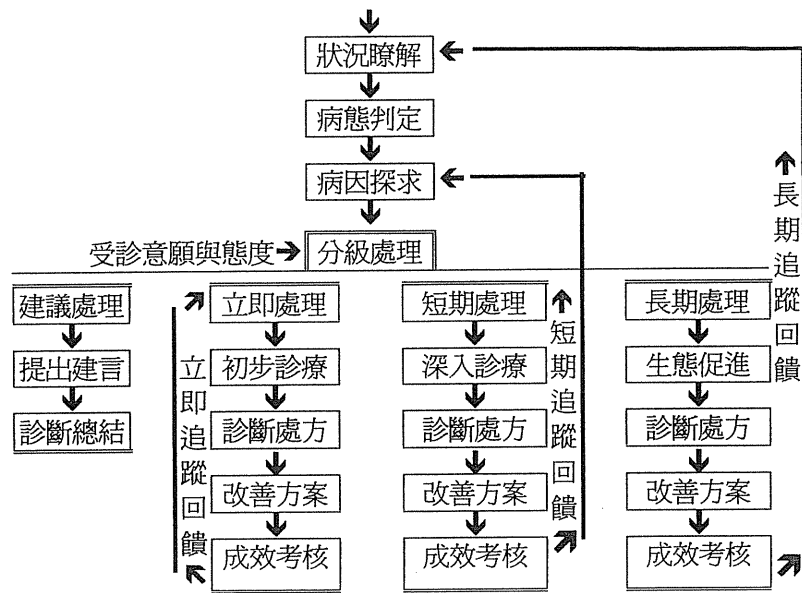 狀況瞭解
病態判定
病因探求
受診意願與態度
分級處理
建議處理
提出建言
診斷總結
立即追蹤回饋
立即處理
初步診療
診斷處方
改善方案
成效考核
短期處理
深入診療
診斷處方
改善方案
成效考核
短期追蹤回饋
長期處理
生態促進
診斷處方
改善方案
成效考核
長期追蹤回饋